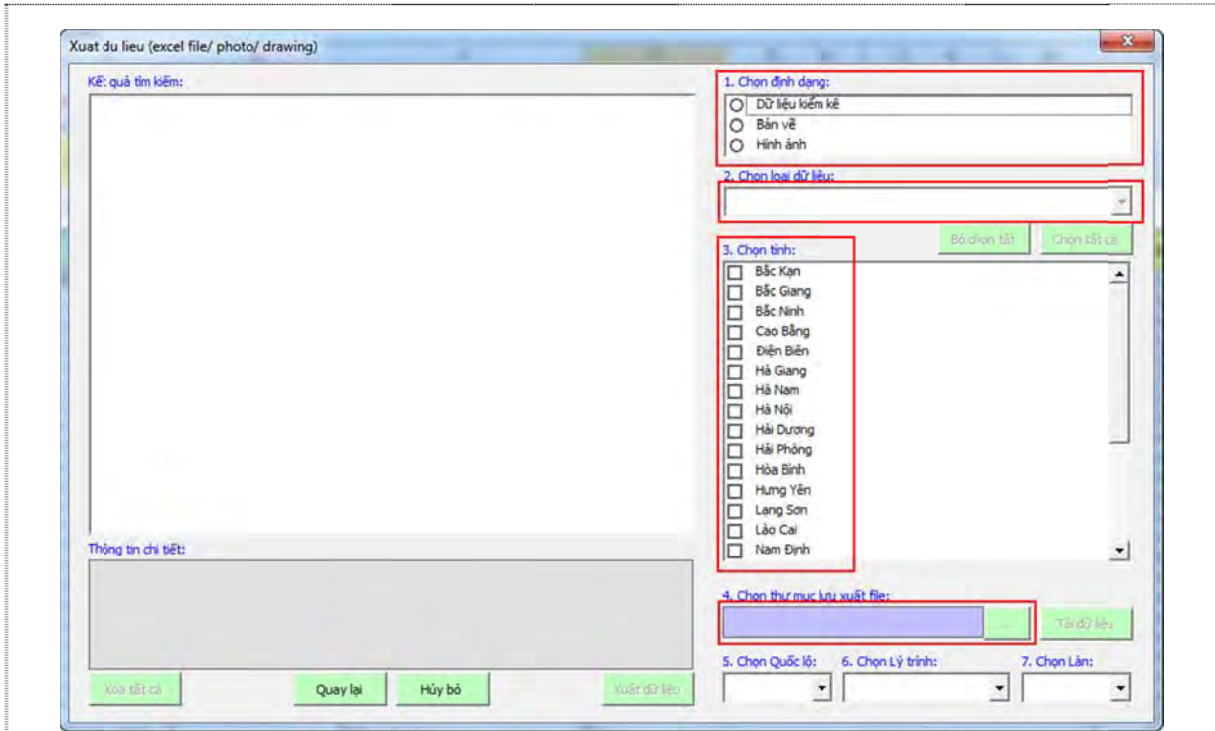 Xuat du lieu (excel file/ photo/ drawing)
Kết quả tìm kiếm:
Thông tin chi tiết:
Xóa tất cả
Quay lại
Hủy bỏ
Xuất dữ liệu
1. Chọn định dạng:
Dữ liệu kiểm kê
Bản vẽ
Hình ảnh
2. Chọn loại dữ liệu:
Bỏ chọn tất
Chọn tất cả
3. Chọn tỉnh:
Bắc Kạn
Bắc Giang
Bắc Ninh
Cao Bằng
Điện Biên
Hà Giang
Hà Nam
Hà Nội
Hải Dương
Hải Phòng
Hòa Bình
Hưng Yên
Lạng Sơn
Lào Cai
Nam Định
4. Chọn thư mục lưu xuất file:
...
Tải dữ liệu
5. Chọn Quốc lộ:
6. Chọn Lý trình:
7. Chọn Làn: